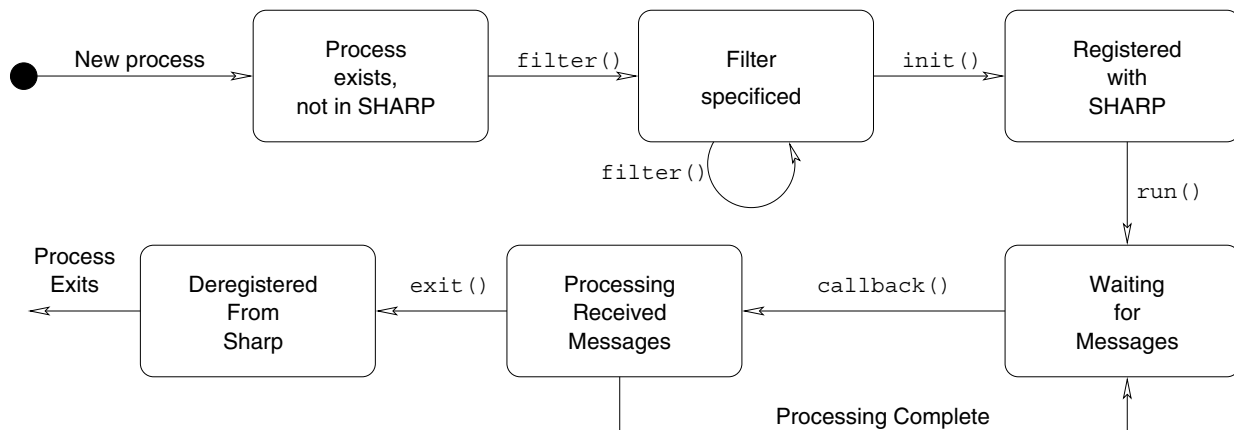 New process
Process
exists,
not in SHARP
filter()
Filter
specificed
init()
Registered
with
SHARP
filter()
run()
Process
Exits
Deregistered
From
Sharp
exit()
Processing
Received
Messages
callback()
Waiting
for
Messages
Processing Complete